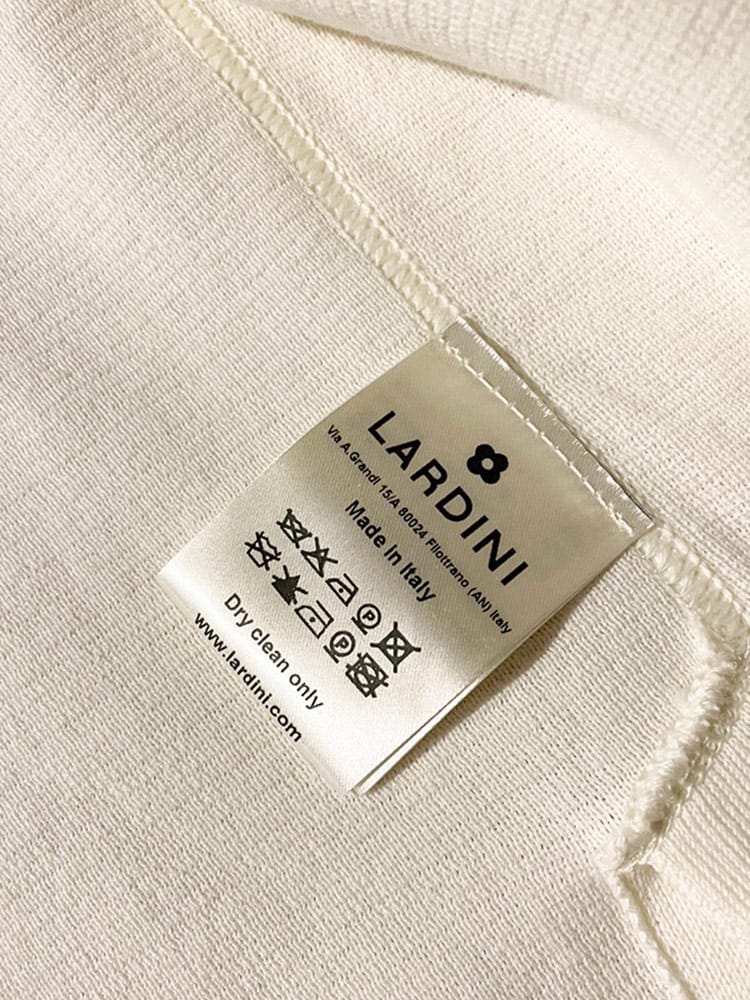 LARDINI
Via A.Grandi 15/A 60024 Filottrano (AN) Italy
Made in Italy
P
P
Dry clean only
www.lardini.com